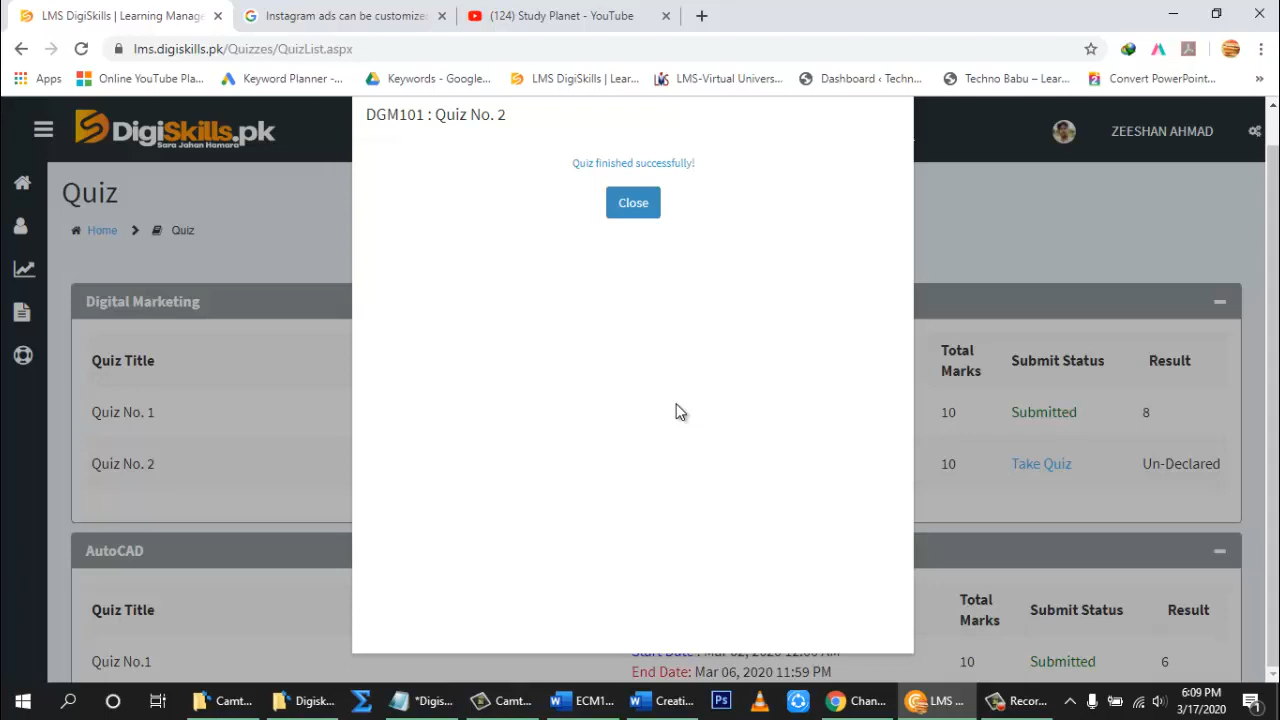 LMS DigiSkills | Learning Manage
Instagram ads can be customize
(124) Study Planet - YouTube
lms.digiskills.pk/Quizzes/QuizList.aspx
Apps
Online YouTube Pla...
Keyword Planner -...
Keywords - Google...
LMS DigiSkills | Lear...
LMS-Virtual Univers...
Dashboard ‹ Techn...
Techno Babu – Lear...
Convert PowerPoint...
»
DigiSkills.pk
Sara Jahan Hamara
ZEESHAN AHMAD
DGM101 : Quiz No. 2
Quiz finished successfully!
Close
Quiz
Home Quiz
Digital Marketing
Quiz Title Total Marks Submit Status Result
Quiz No. 1 10 Submitted 8
Quiz No. 2 10 Take Quiz Un-Declared
AutoCAD
Quiz Title Total Marks Submit Status Result
Quiz No.1 10 Submitted 6
End Date: Mar 06, 2020 11:59 PM
Camt...
Digisk...
*Digis...
Camt...
ECM1...
Creati...
Ps
Chan...
LMS ...
Recor...
6:09 PM
3/17/2020
1